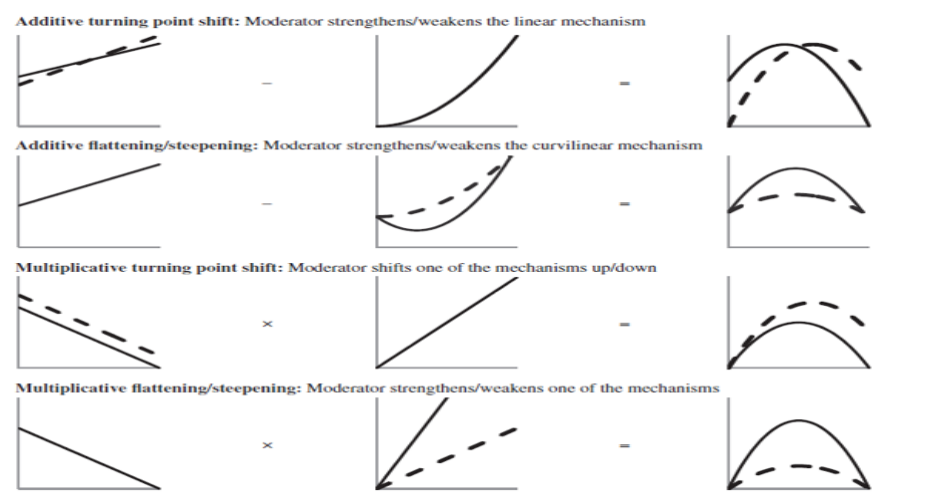 Additive turning point shift: Moderator strengthens/weakens the linear mechanism
− =
Additive flattening/steepening: Moderator strengthens/weakens the curvilinear mechanism
− =
Multiplicative turning point shift: Moderator shifts one of the mechanisms up/down
× =
Multiplicative flattening/steepening: Moderator strengthens/weakens one of the mechanisms
× =